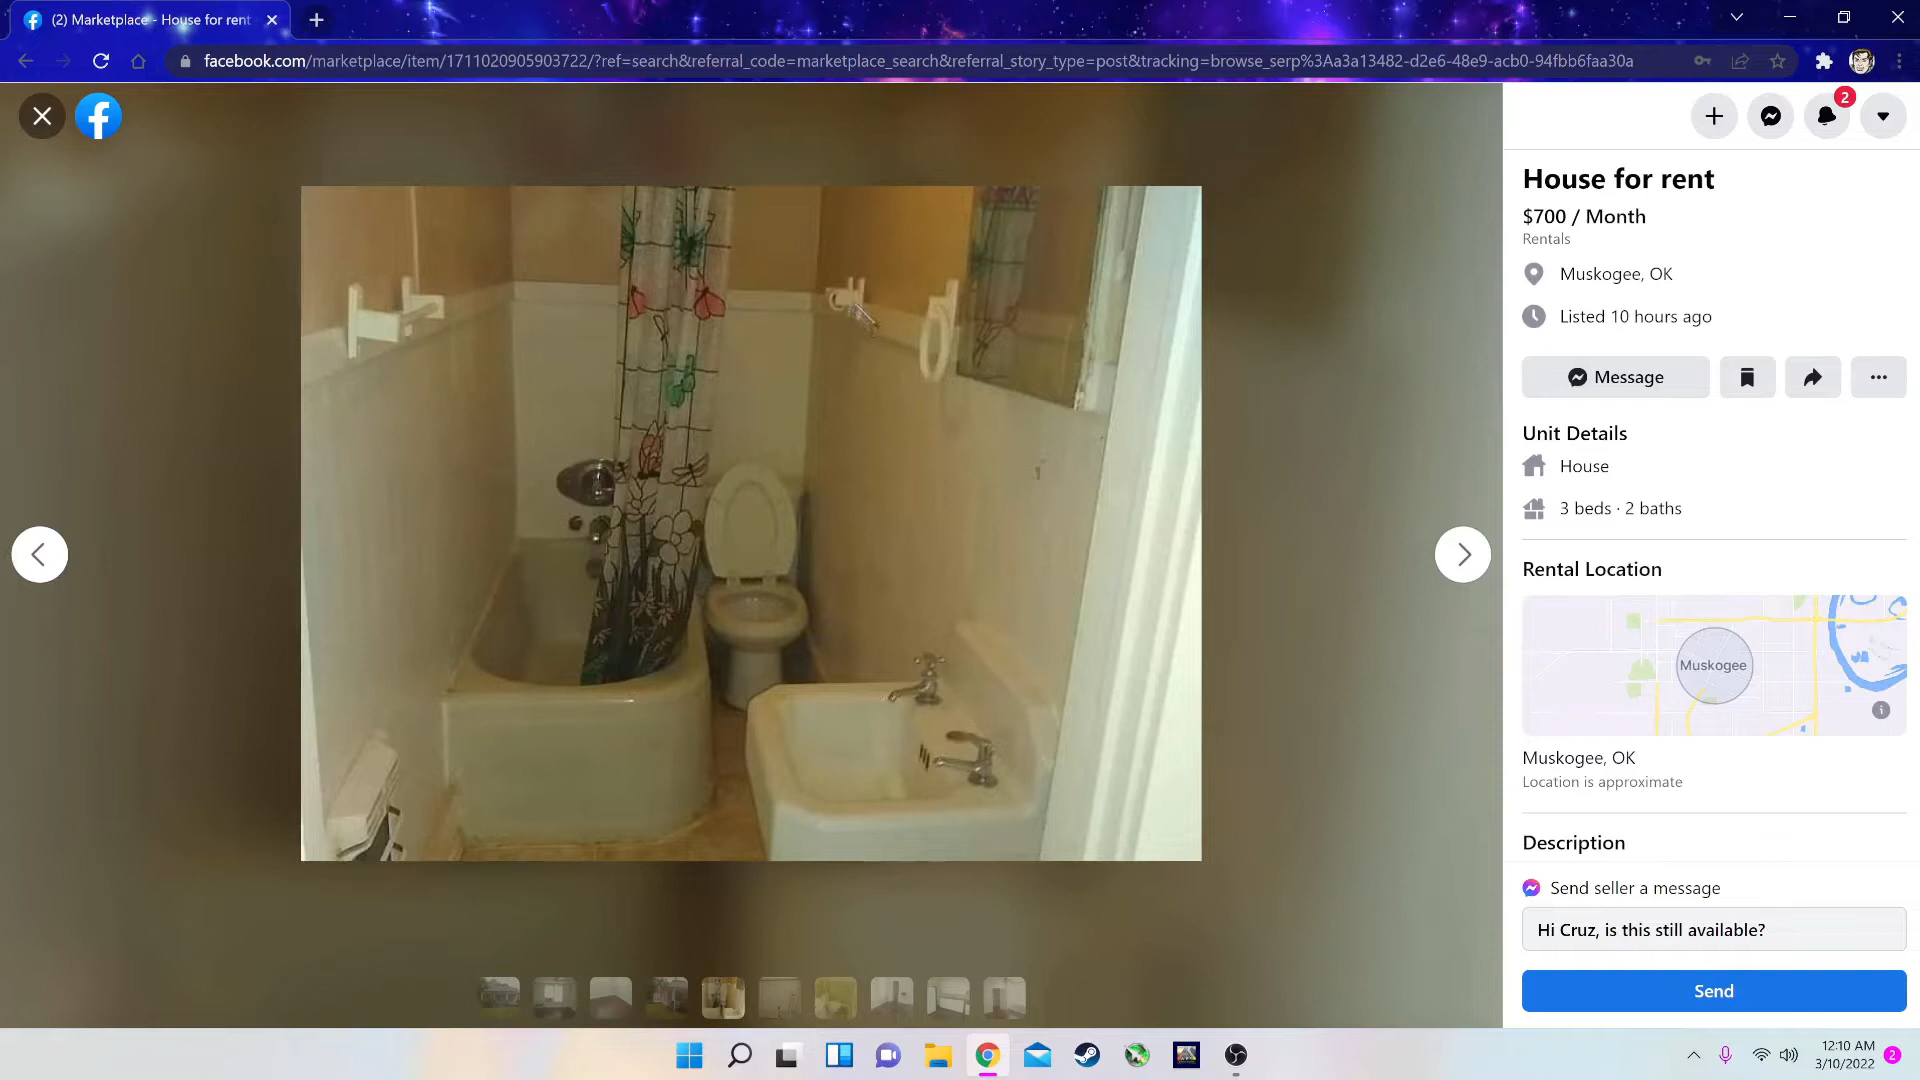 (2) Marketplace - House for rent
facebook.com/marketplace/item/1711020905903722/?ref=search&referral_code=marketplace_search&referral_story_type=post&tracking=browse_serp%3Aa3a13482-d2e6-48e9-acb0-94fbb6faa30a
2
House for rent
$700 / Month
Rentals
Muskogee, OK
Listed 10 hours ago
Message
Unit Details
House
3 beds · 2 baths
Rental Location
Muskogee
Muskogee, OK
Location is approximate
Description
Send seller a message
Hi Cruz, is this still available?
Send
12:10 AM
3/10/2022
2